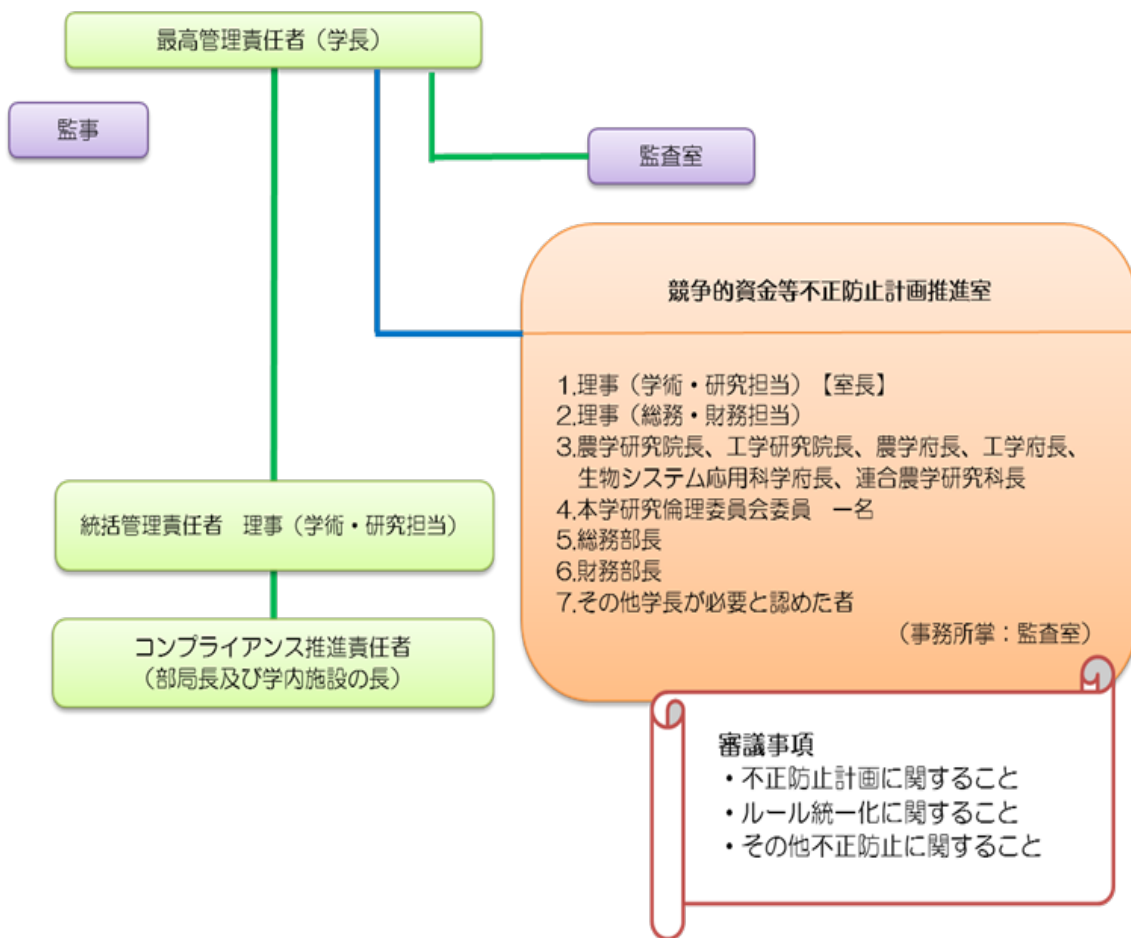 最高管理責任者（学長）
監事
監査室
競争的資金等不正防止計画推進室
1.理事（学術・研究担当）【室長】
2.理事（総務・財務担当）
3.農学研究院長、工学研究院長、農学府長、工学府長、
生物システム応用科学府長、連合農学研究科長
4.本学研究倫理委員会委員　一名
5.総務部長
6.財務部長
7.その他学長が必要と認めた者
（事務所掌：監査室）
統括管理責任者　理事（学術・研究担当）
コンプライアンス推進責任者
（部局長及び学内施設の長）
審議事項
・不正防止計画に関すること
・ルール統一化に関すること
・その他不正防止に関すること